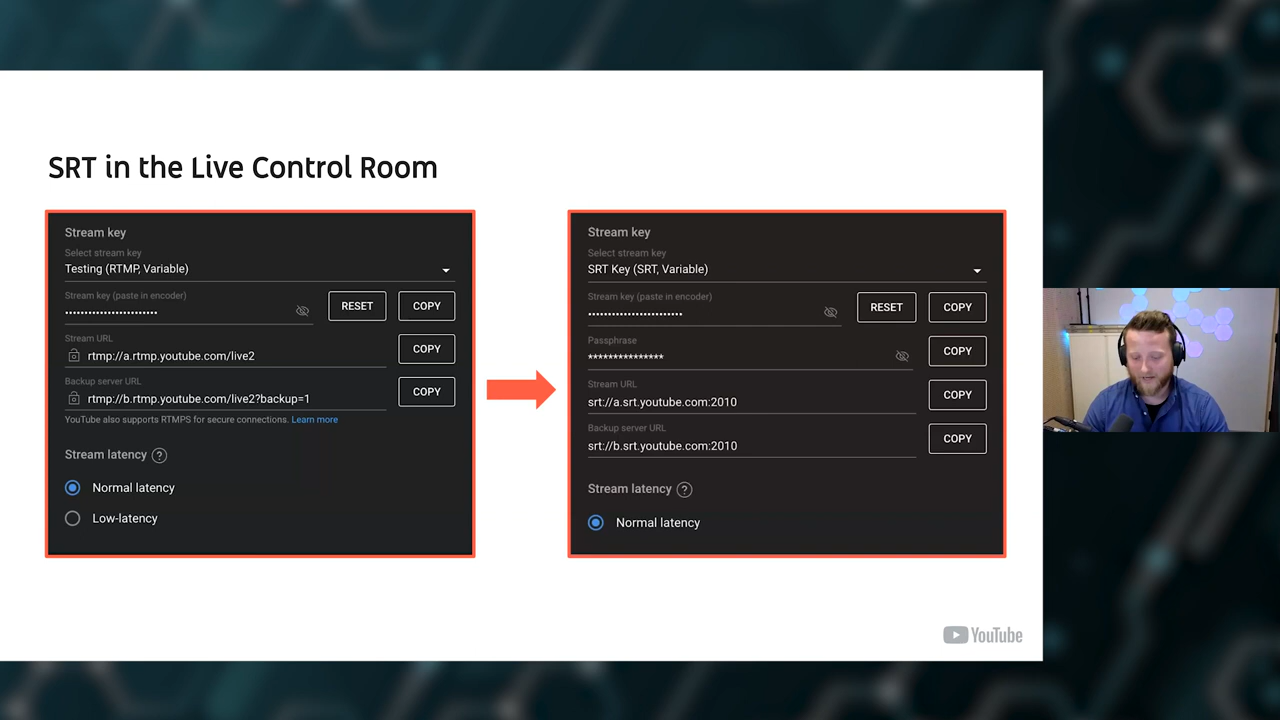 SRT in the Live Control Room
Stream key
Select stream key
Testing (RTMP, Variable)
Stream key (paste in encoder)
••••••••••••••••••••••••
RESET
COPY
Stream URL
rtmp://a.rtmp.youtube.com/live2
COPY
Backup server URL
rtmp://b.rtmp.youtube.com/live2?backup=1
COPY
YouTube also supports RTMPS for secure connections. Learn more
Stream latency ?
Normal latency
Low-latency
Stream key
Select stream key
SRT Key (SRT, Variable)
Stream key (paste in encoder)
••••••••••••••••••••••••
RESET
COPY
Passphrase
***************
COPY
Stream URL
srt://a.srt.youtube.com:2010
COPY
Backup server URL
srt://b.srt.youtube.com:2010
COPY
Stream latency ?
Normal latency
YouTube